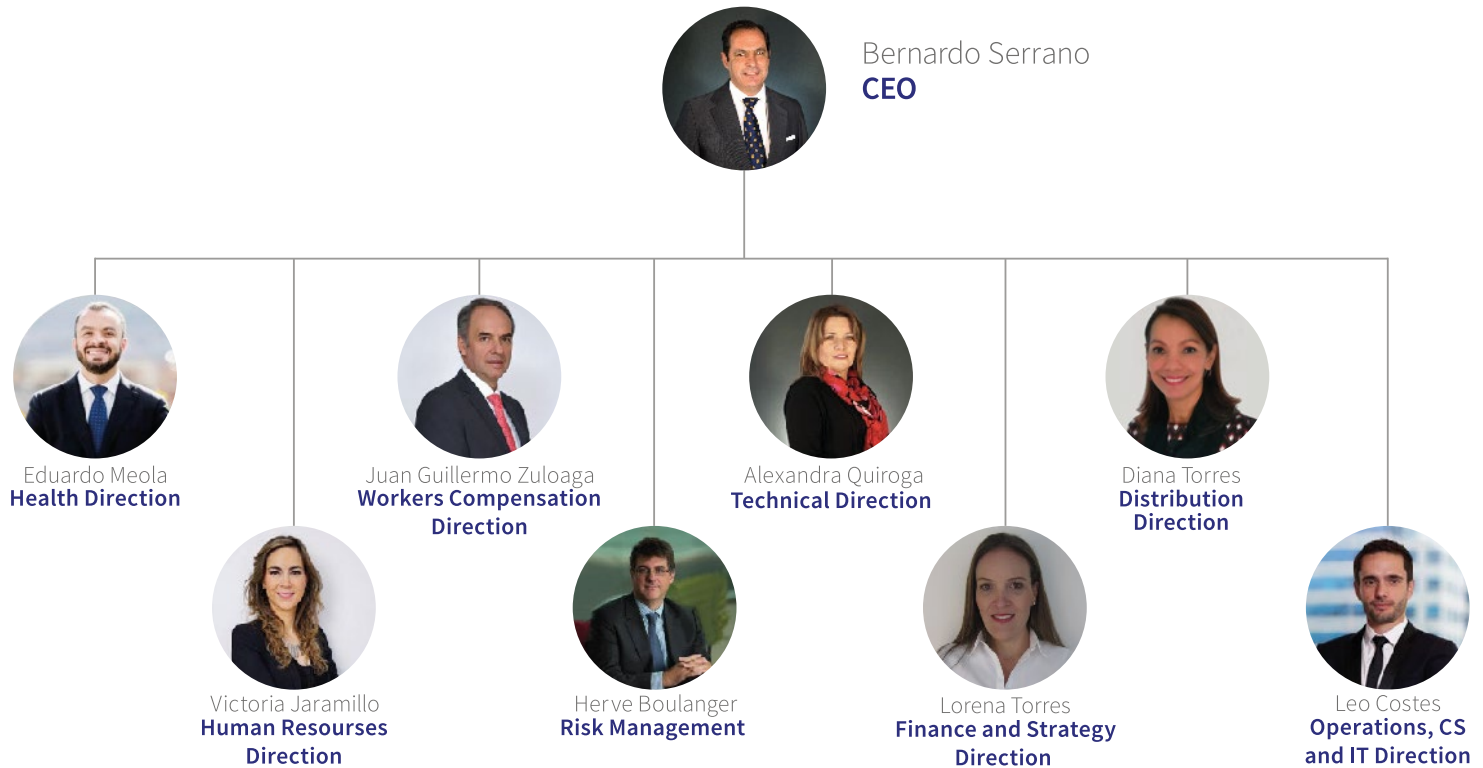 Bernardo Serrano
CEO
Eduardo Meola
Health Direction
Juan Guillermo Zuloaga
Workers Compensation
Direction
Alexandra Quiroga
Technical Direction
Diana Torres
Distribution
Direction
Victoria Jaramillo
Human Resourses
Direction
Herve Boulanger
Risk Management
Lorena Torres
Finance and Strategy
Direction
Leo Costes
Operations, CS
and IT Direction